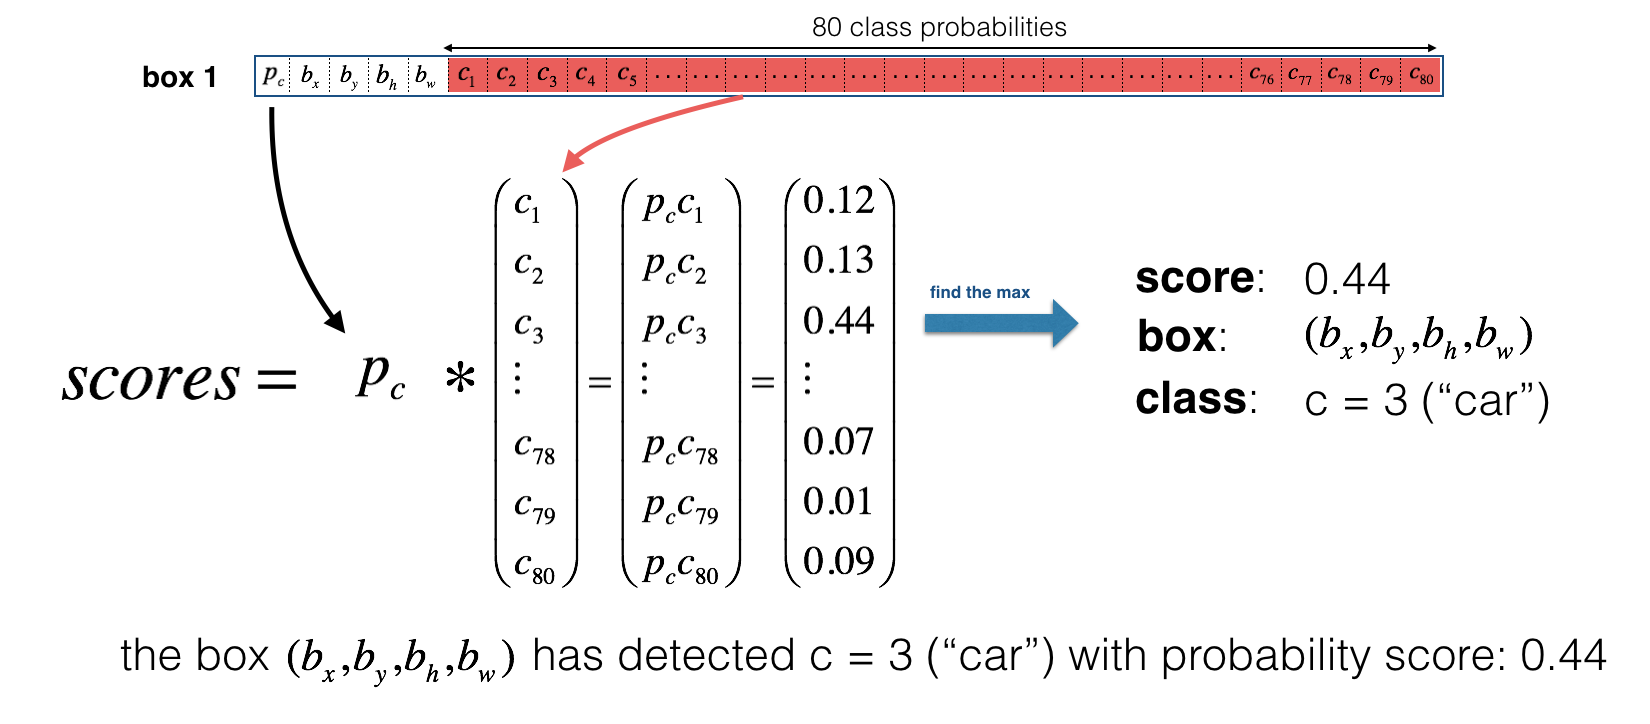 80 class probabilities
box 1 p_c b_x b_y b_h b_w c_1 c_2 c_3 c_4 c_5 ... ... ... ... ... ... ... ... ... ... ... ... ... ... ... c_76 c_77 c_78 c_79 c_80
scores = p_c * (c_1 c_2 c_3 ⋮ c_78 c_79 c_80) = (p_c c_1 p_c c_2 p_c c_3 ⋮ p_c c_78 p_c c_79 p_c c_80) = (0.12 0.13 0.44 ⋮ 0.07 0.01 0.09)
find the max
score: 0.44
box: (b_x,b_y,b_h,b_w)
class: c = 3 (“car”)
the box (b_x,b_y,b_h,b_w) has detected c = 3 (“car”) with probability score: 0.44